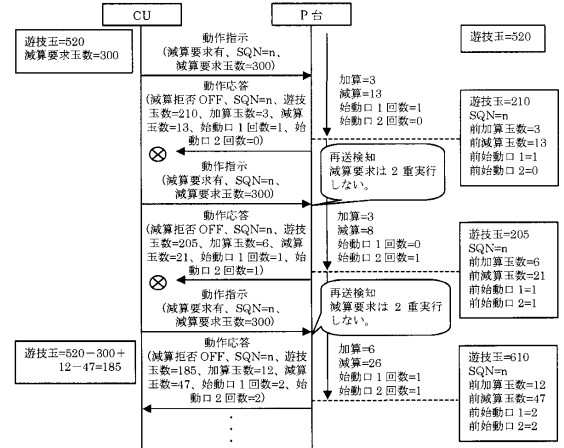 CU
P台
遊技玉=520
減算要求玉数=300
動作指示
(減算要求有、SQN=n、
減算要求玉数=300)
遊技玉=520
動作応答
(減算拒否OFF、SQN=n、遊技
玉数=210、加算玉数=3、減算
玉数=13、始動口1回数=1、始
動口2回数=0)
加算=3
減算=13
始動口1回数=1
始動口2回数=0
遊技玉=210
SQN=n
前加算玉数=3
前減算玉数=13
前始動口1=1
前始動口2=0
再送検知
減算要求は2重実行
しない。
動作指示
(減算要求有、SQN=n、
減算要求玉数=300)
動作応答
(減算拒否OFF、SQN=n、遊技
玉数=205、加算玉数=6、減算
玉数=21、始動口1回数=1、始
動口2回数=1)
加算=3
減算=8
始動口1回数=0
始動口2回数=1
遊技玉=205
SQN=n
前加算玉数=6
前減算玉数=21
前始動口1=1
前始動口2=1
再送検知
減算要求は2重実行
しない。
動作指示
(減算要求有、SQN=n、
減算要求玉数=300)
遊技玉=520-300+
12-47=185
動作応答
(減算拒否OFF、SQN=n、遊技
玉数=185、加算玉数=12、減算
玉数=47、始動口1回数=2、始
動口2回数=2)
加算=6
減算=26
始動口1回数=1
始動口2回数=1
遊技玉=610
SQN=n
前加算玉数=12
前減算玉数=47
前始動口1=2
前始動口2=2